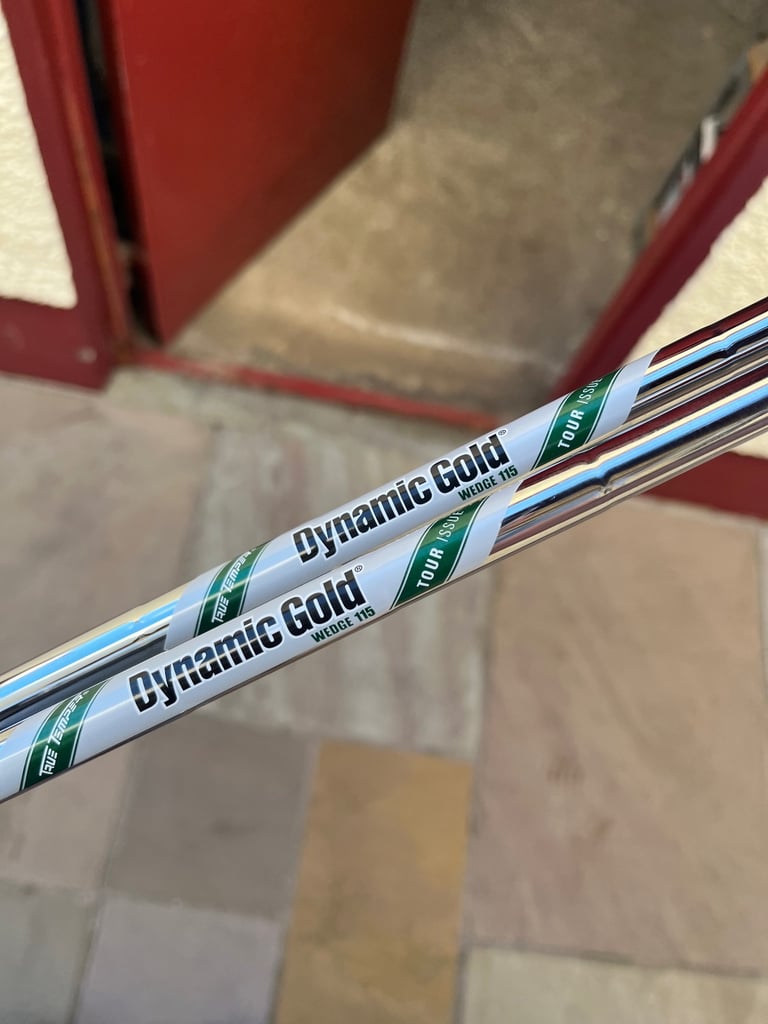 TRUE TEMPER
Dynamic Gold®
WEDGE 115
TOUR ISSUE
TRUE TEMPER®
Dynamic Gold®
WEDGE 115
TOUR ISSUE